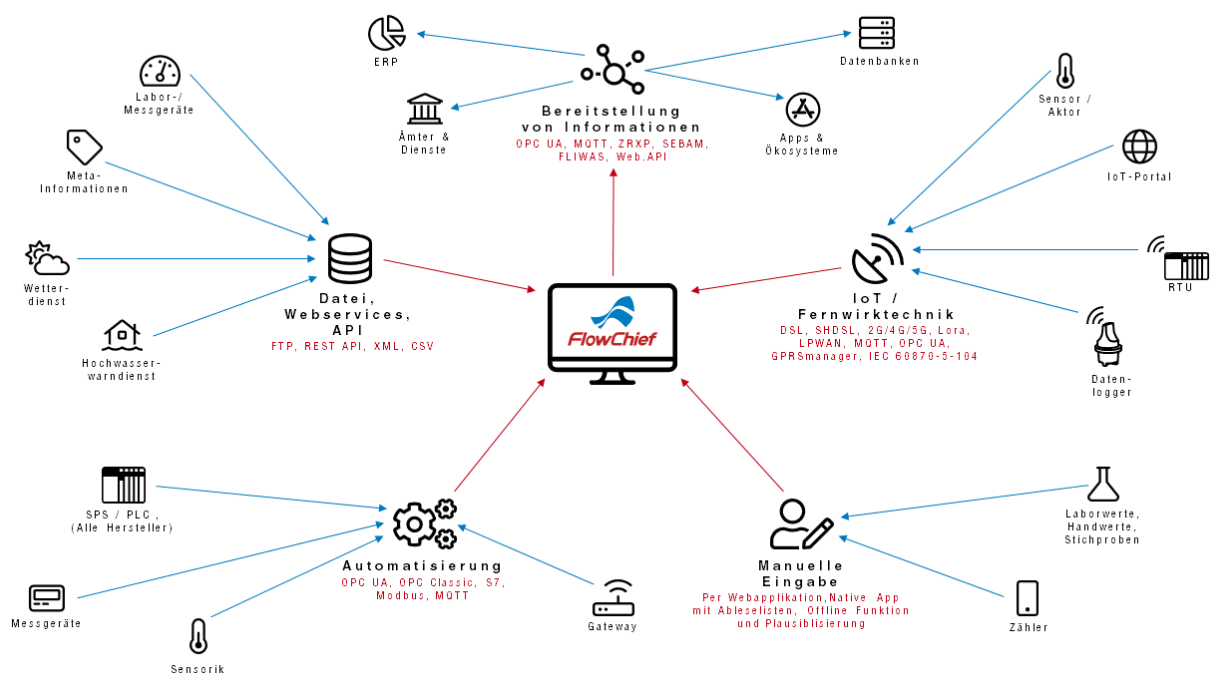 ERP
Datenbanken
Ämter &
Dienste
Bereitstellung
von Informationen
OPC UA, MQTT, ZRXP, SEBAM,
FLIWAS, Web.API
Apps &
Ökosysteme
Labor-/
Messgeräte
Meta-
Informationen
Wetter-
dienst
Hochwasser-
warndienst
Datei,
Webservices,
API
FTP, REST API, XML, CSV
FlowChief
Sensor /
Aktor
IoT-Portal
RTU
Daten-
logger
IoT /
Fernwirktechnik
DSL, SHDSL, 2G/4G/5G, Lora,
LPWAN, MQTT, OPC UA,
GPRSmanager, IEC 60870-5-104
SPS / PLC ,
(Alle Hersteller)
Messgeräte
Sensorik
Automatisierung
OPC UA, OPC Classic, S7,
Modbus, MQTT
Gateway
Manuelle
Eingabe
Per Webapplikation,Native App
mit Ableselisten, Offline Funktion
und Plausiblisierung
Laborwerte,
Handwerte,
Stichproben
Zähler